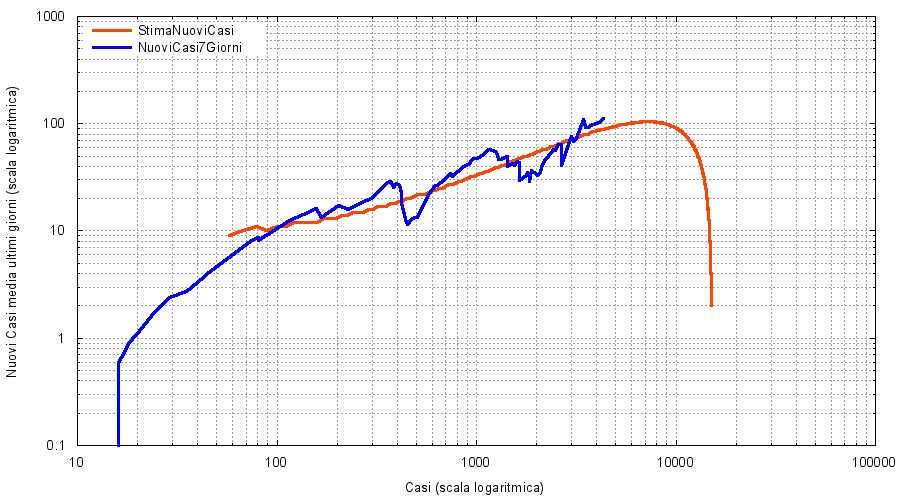 1000
100
10
1
0.1
StimaNuoviCasi
NuoviCasi7Giorni
Nuovi Casi media ultimi giorni (scala logaritmica)
10
100
1000
10000
100000
Casi (scala logaritmica)